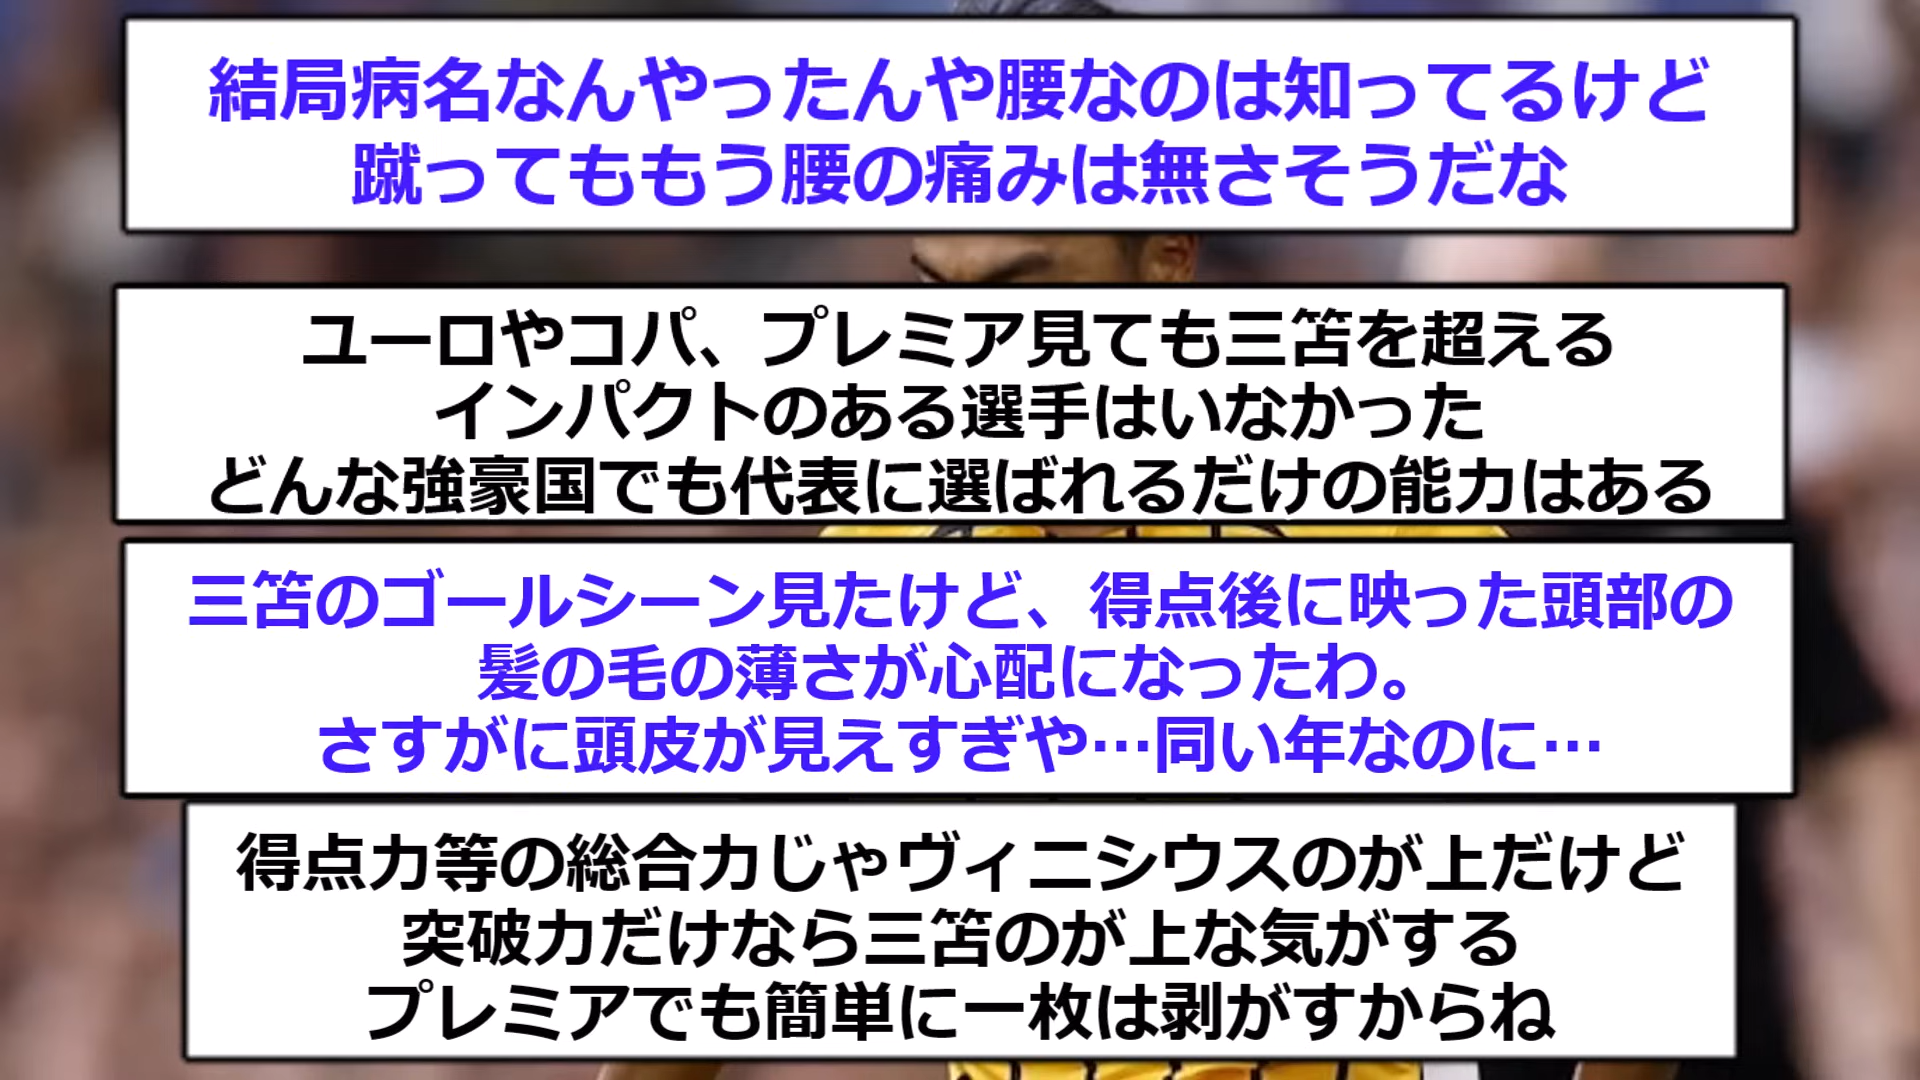 結局病名なんやったんや腰なのは知ってるけど
蹴ってももう腰の痛みは無さそうだな
ユーロやコパ、プレミア見ても三笘を超える
インパクトのある選手はいなかった
どんな強豪国でも代表に選ばれるだけの能力はある
三笘のゴールシーン見たけど、得点後に映った頭部の
髪の毛の薄さが心配になったわ。
さすがに頭皮が見えすぎや…同い年なのに…
得点力等の総合力じゃヴィニシウスのが上だけど
突破力だけなら三笘のが上な気がする
プレミアでも簡単に一枚は剥がすからね